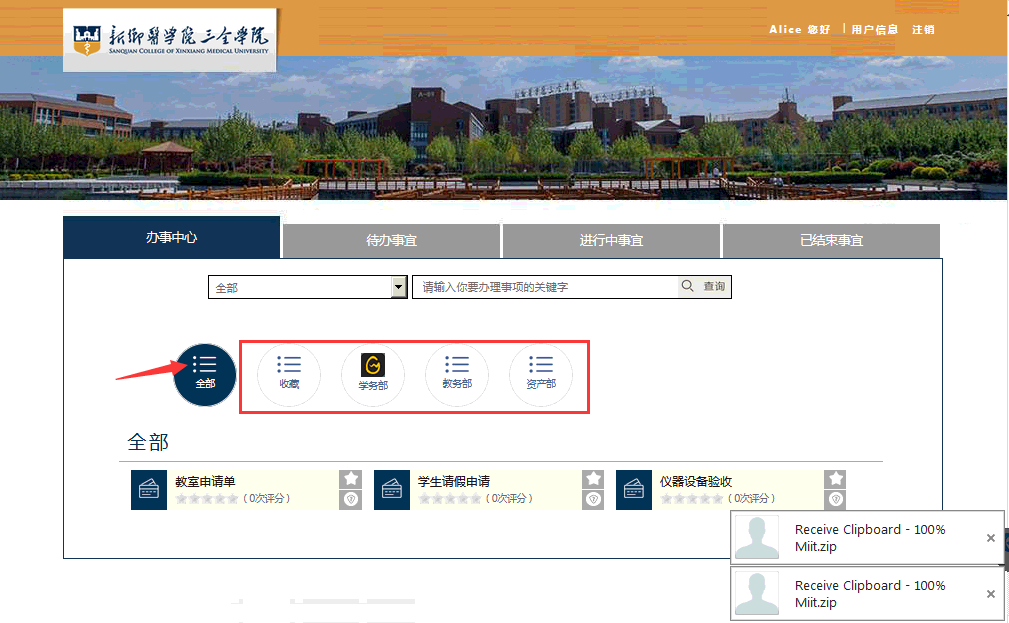 新乡醫学院三全学院
SANQUAN COLLEGE OF XINXIANG MEDICAL UNIVERSITY
Alice 您好 | 用户信息 注销
A-03
办事中心 待办事宜 进行中事宜 已结束事宜
全部 请输入你要办理事项的关键字 查询
全部 收藏 学务部 教务部 资产部
全部
教室申请单 学生请假申请 仪器设备验收
(0次评分) (0次评分) (0次评分)
Receive Clipboard - 100%
Miit.zip
Receive Clipboard - 100%
Miit.zip